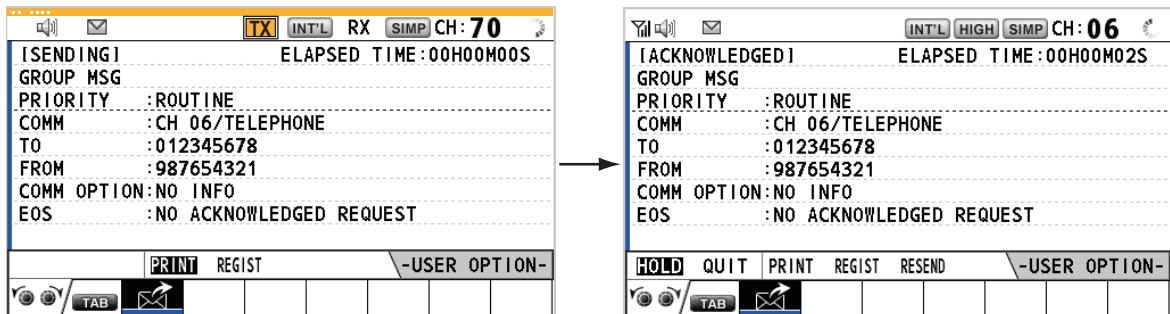 TX INT'L RX SIMP CH:70
[SENDING] ELAPSED TIME:00H00M00S
GROUP MSG
PRIORITY :ROUTINE
COMM :CH 06/TELEPHONE
TO :012345678
FROM :987654321
COMM OPTION:NO INFO
EOS :NO ACKNOWLEDGED REQUEST
PRINT REGIST \-USER OPTION-
TAB
INT'L HIGH SIMP CH:06
[ACKNOWLEDGED] ELAPSED TIME:00H00M02S
GROUP MSG
PRIORITY :ROUTINE
COMM :CH 06/TELEPHONE
TO :012345678
FROM :987654321
COMM OPTION:NO INFO
EOS :NO ACKNOWLEDGED REQUEST
HOLD QUIT PRINT REGIST RESEND \-USER OPTION-
TAB